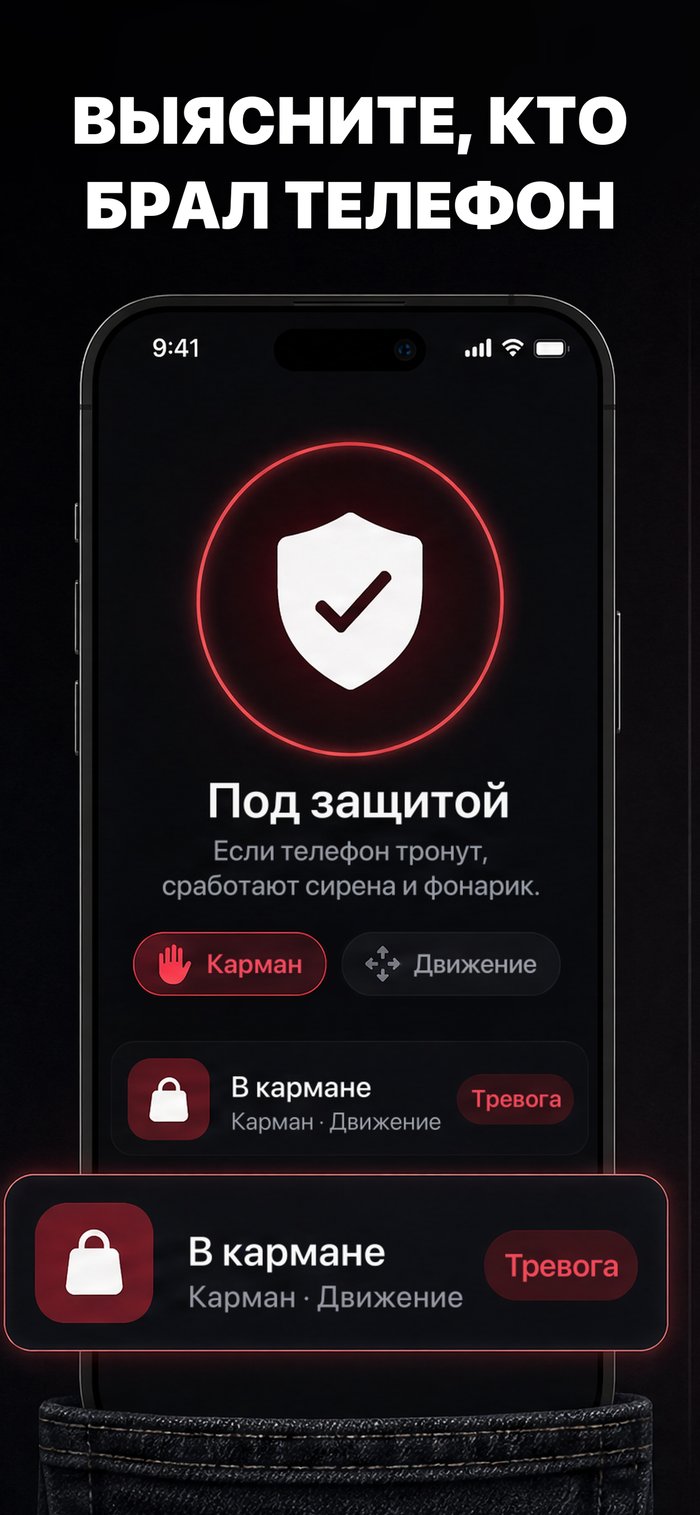 ВЫЯСНИТЕ, КТО
БРАЛ ТЕЛЕФОН
9:41
Под защитой
Если телефон тронут,
сработают сирена и фонарик.
Карман
Движение
В кармане
Карман · Движение
Тревога
В кармане
Карман · Движение
Тревога